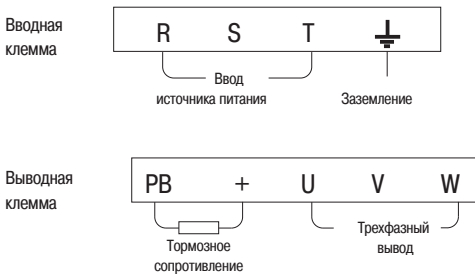 Вводная
клемма
R S T
Ввод
источника питания
Заземление
Выводная
клемма
PB + U V W
Тормозное
сопротивление
Трехфазный
вывод